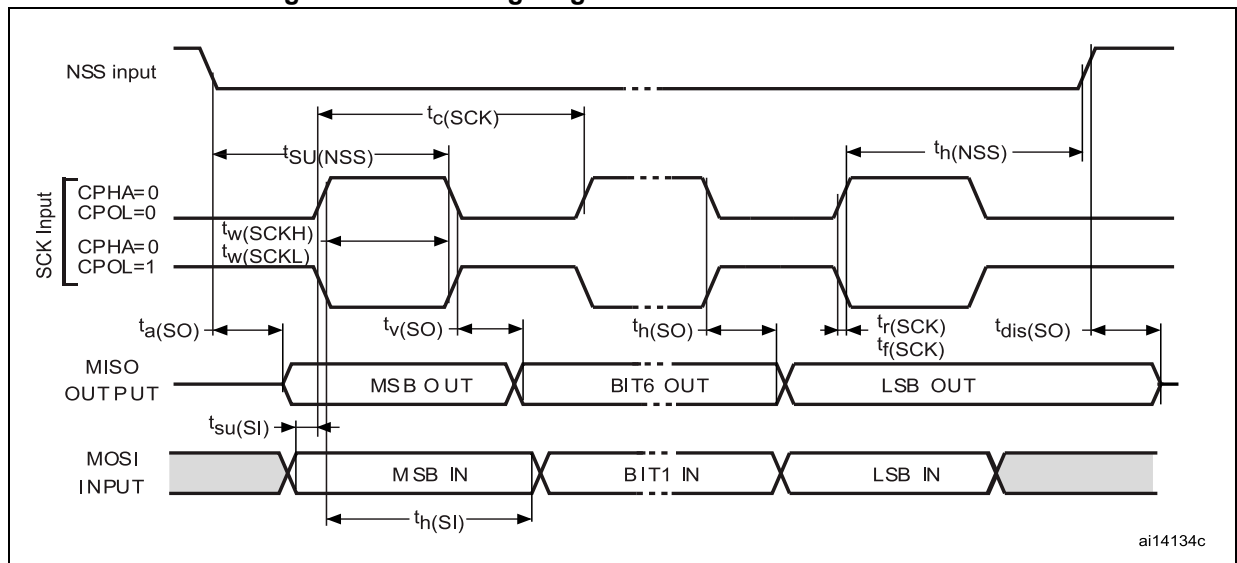 NSS input
tc(SCK)
tSU(NSS)
th(NSS)
SCK Input
CPHA=0
CPOL=0
tw(SCKH)
CPHA=0
tw(SCKL)
CPOL=1
ta(SO)
tv(SO)
th(SO)
tr(SCK)
tf(SCK)
tdis(SO)
MISO
OUTPUT
MSB OUT
BIT6 OUT
LSB OUT
tsu(SI)
MOSI
INPUT
MSB IN
BIT1 IN
LSB IN
th(SI)
ai14134c